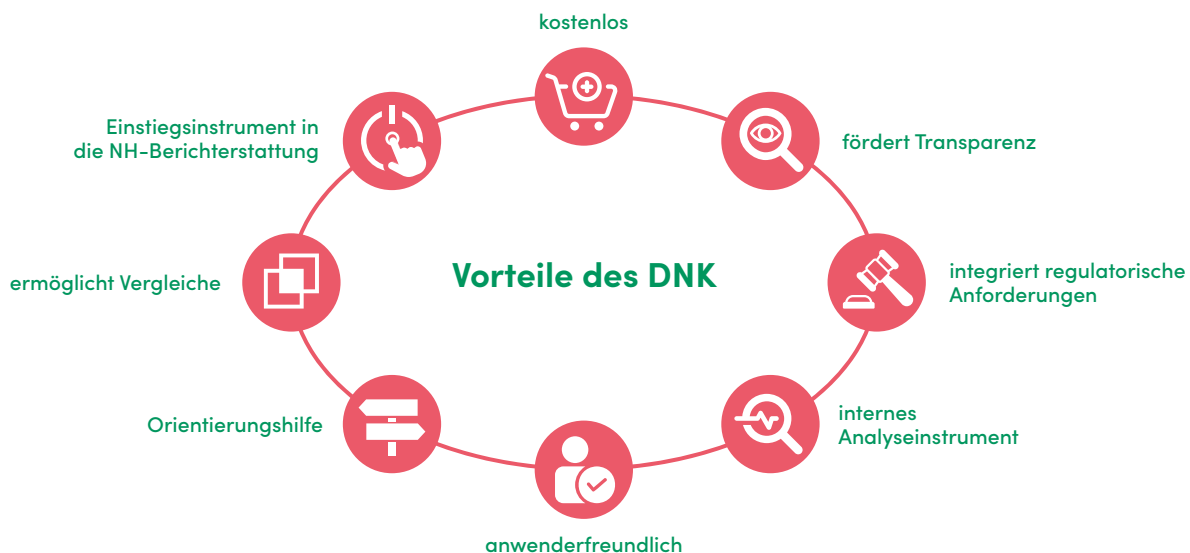 kostenlos
Einstiegsinstrument in
die NH-Berichterstattung
fördert Transparenz
ermöglicht Vergleiche
Vorteile des DNK
integriert regulatorische
Anforderungen
Orientierungshilfe
internes
Analyseinstrument
anwenderfreundlich